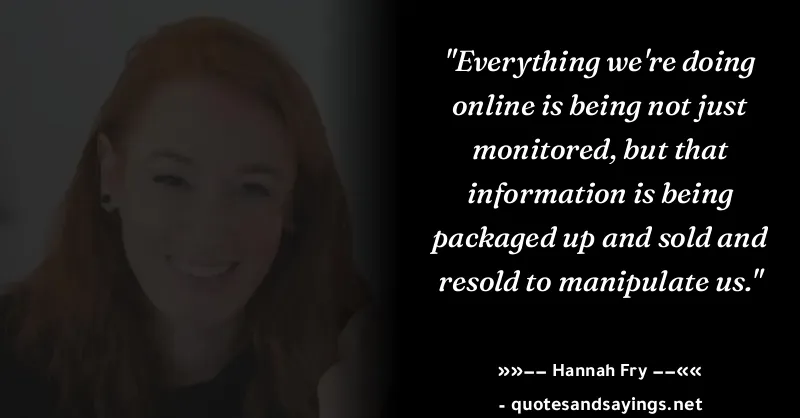 "Everything we're doing
online is being not just
monitored, but that
information is being
packaged up and sold and
resold to manipulate us."
»»−− Hannah Fry −−««
- quotesandsayings.net